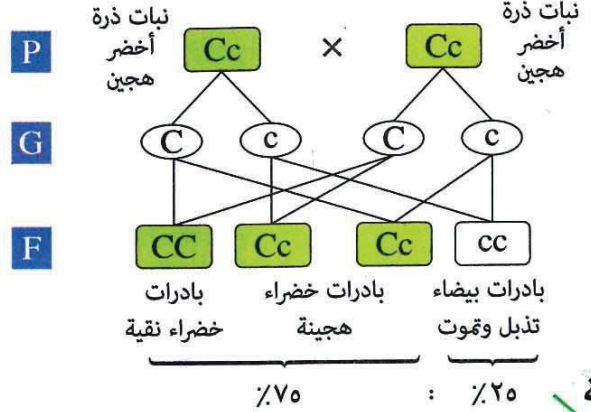 نبات ذرة
أخضر
هجين
نبات ذرة
أخضر
هجين
P Cc × Cc
G C c C c
F CC Cc Cc cc
بادرات
خضراء نقية
بادرات خضراء
هجينة
بادرات بيضاء
تذبل وتموت
٪٧٥ : ٪٢٥